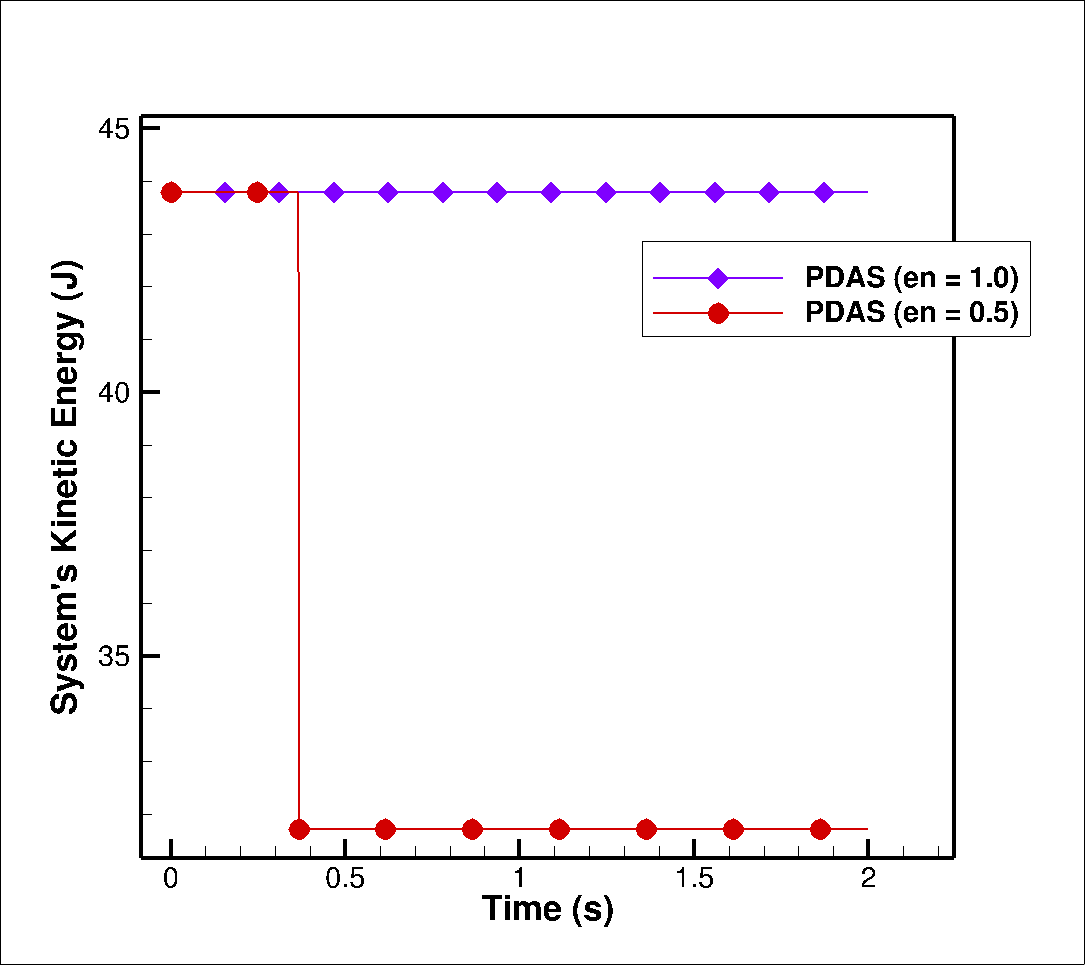 45
40
35
System's Kinetic Energy (J)
PDAS (en = 1.0)
PDAS (en = 0.5)
0 0.5 1 1.5 2
Time (s)